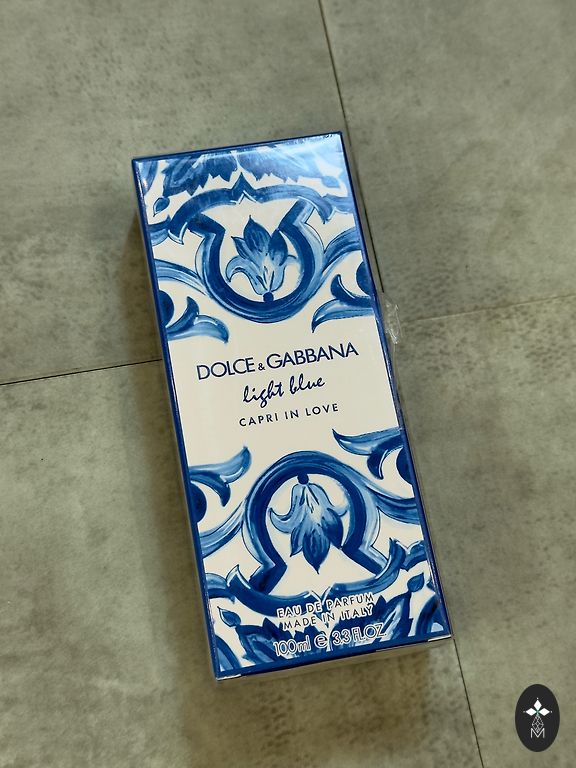 DOLCE & GABBANA
light blue
CAPRI IN LOVE
EAU DE PARFUM
MADE IN ITALY
100ml ℮ 3.3 FL.OZ.
M